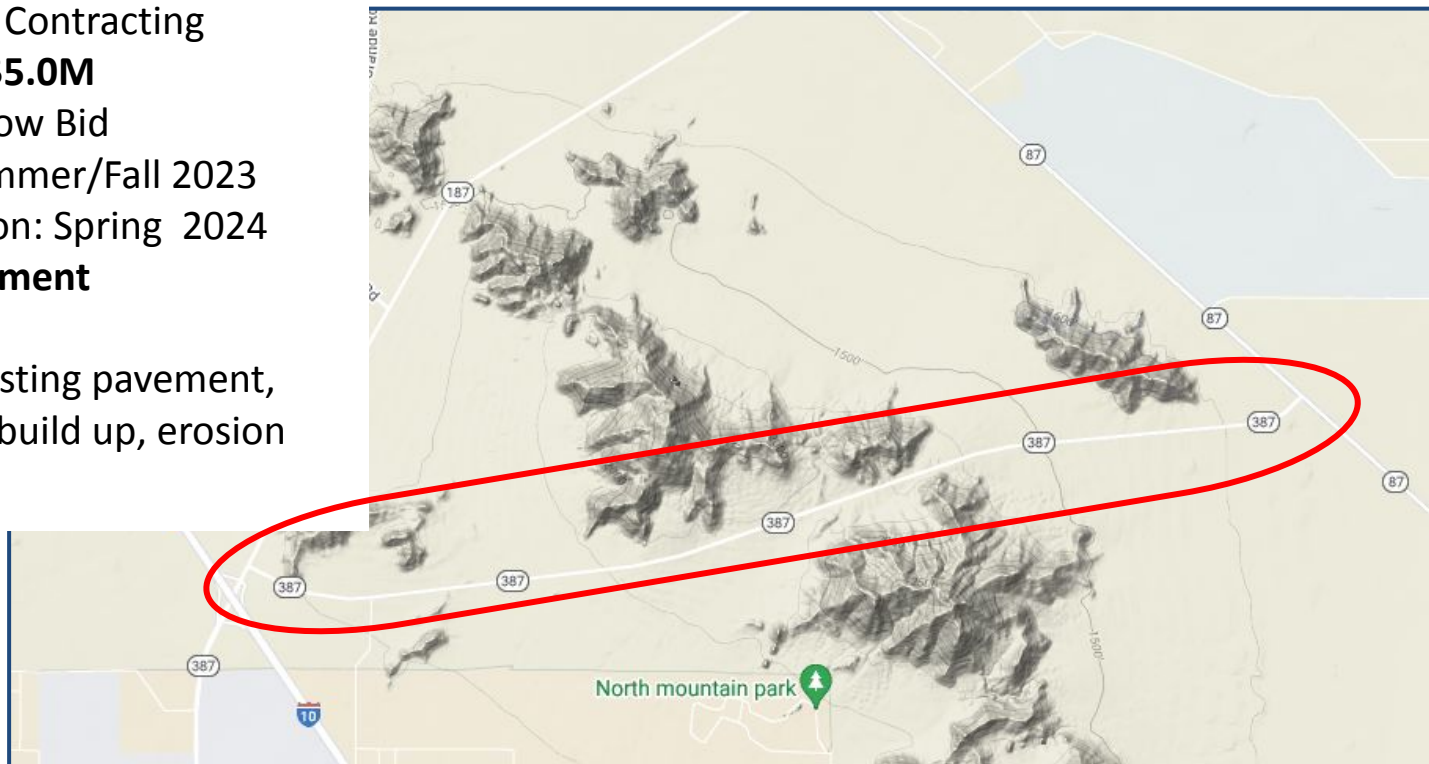 Contracting
5.0M
ow Bid
mmer/Fall 2023
on: Spring  2024
ment
sting pavement,
build up, erosion
87
187
1500'
87
387
387
87
387
387
387
1500'
387
North mountain park
10